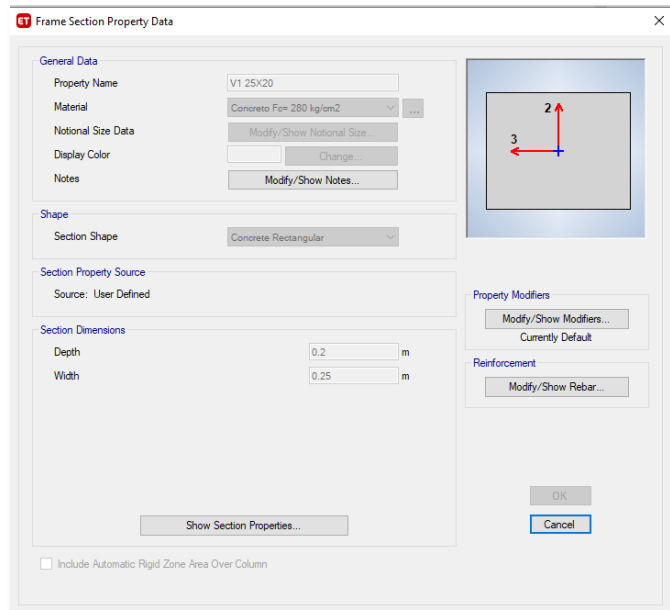 ET Frame Section Property Data
General Data
Property Name V1 25X20
Material Concreto Fc= 280 kg/cm2 ...
Notional Size Data Modify/Show Notional Size...
Display Color Change...
Notes Modify/Show Notes...
Shape
Section Shape Concrete Rectangular
Section Property Source
Source: User Defined
Section Dimensions
Depth 0.2 m
Width 0.25 m
Show Section Properties...
Include Automatic Rigid Zone Area Over Column
2
3
Property Modifiers
Modify/Show Modifiers...
Currently Default
Reinforcement
Modify/Show Rebar...
OK
Cancel